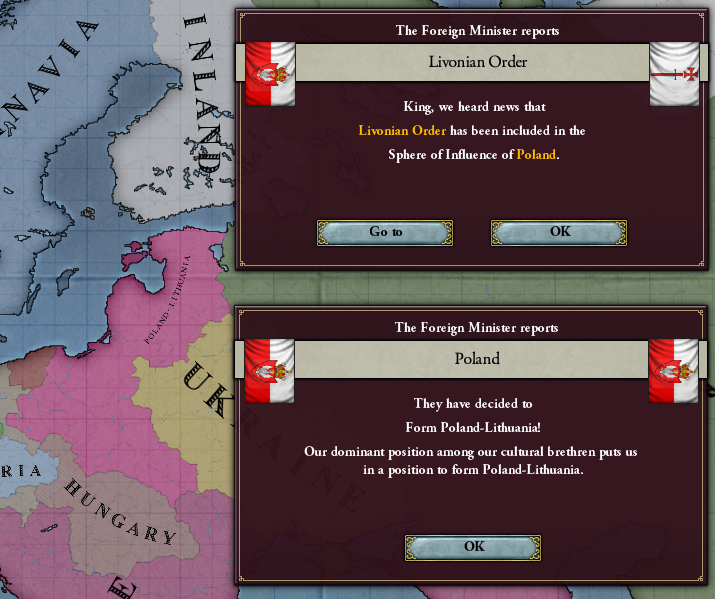 NAVIA
INLAND
The Foreign Minister reports
Livonian Order
King, we heard news that
Livonian Order has been included in the
Sphere of Influence of Poland.
Go to
OK
POLAND-LITHUANIA
The Foreign Minister reports
Poland
They have decided to
Form Poland-Lithuania!
Our dominant position among our cultural brethren puts us
in a position to form Poland-Lithuania.
OK
UKRAINE
RIA
HUNGARY
E